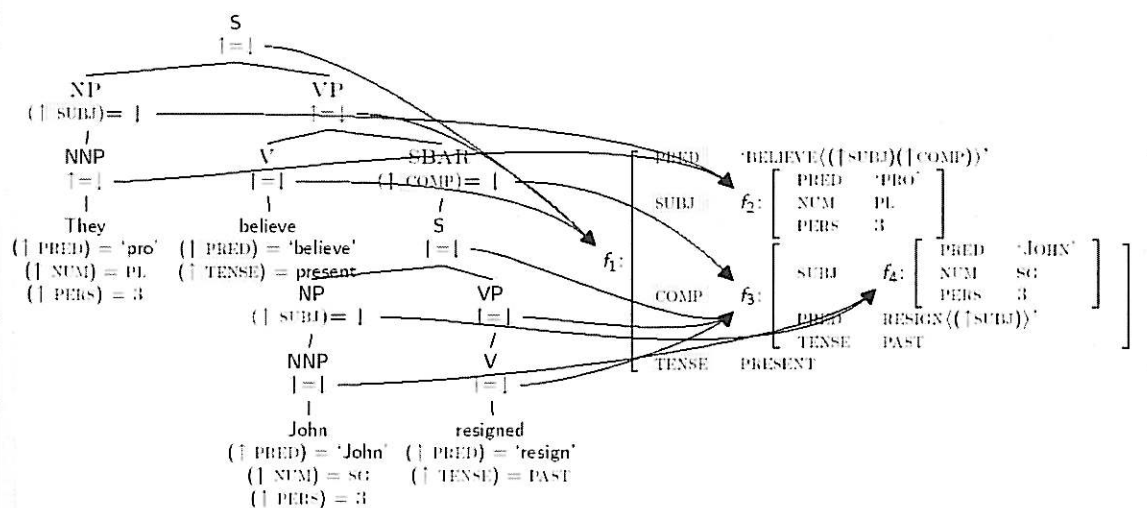 S
↑=↓
NP VP
(↑ SUBJ)= ↓ ↑=↓
NNP V SBAR PRED ‘BELIEVE⟨(↑SUBJ)(↑COMP)⟩’
↑=↓ ↑=↓ (↑ COMP)= ↓ PRED ‘PRO’
They believe S SUBJ f2: NUM PL
(↑ PRED) = ‘pro’ (↑ PRED) = ‘believe’ ↑=↓ PERS 3
(↑ NUM) = PL (↑ TENSE) = present f1: PRED ‘JOHN’
(↑ PERS) = 3 NP VP SUBJ f4: NUM SG
(↑ SUBJ)= ↓ ↑=↓ COMP f3: PERS 3
PRED RESIGN⟨(↑SUBJ)⟩’
TENSE PAST
NNP V TENSE PRESENT
↑=↓ ↑=↓
John resigned
(↑ PRED) = ‘John’ (↑ PRED) = ‘resign’
(↑ NUM) = SG (↑ TENSE) = PAST
(↑ PERS) = 3